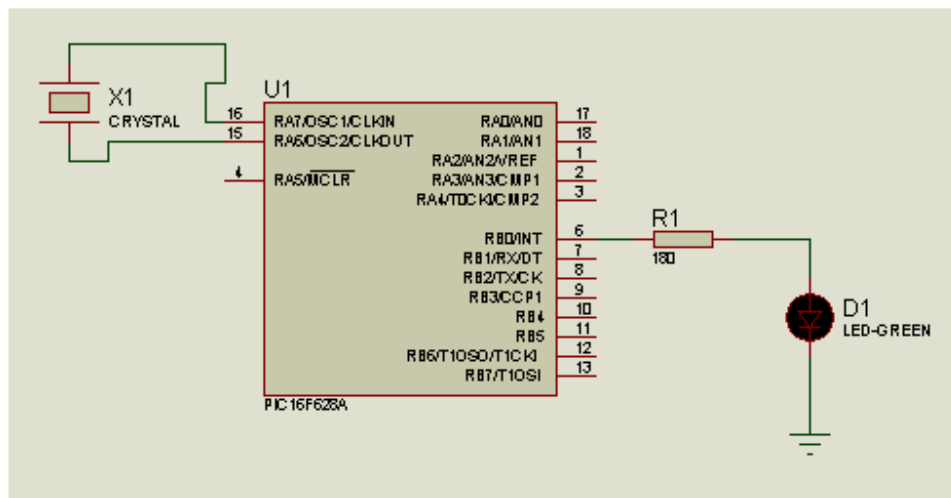 X1
CRYSTAL
U1
16
RA7/OSC1/CLKIN
15
RA6/OSC2/CLKOUT
4
RA5/MCLR
RA0/AN0
17
RA1/AN1
18
RA2/AN2/VREF
1
RA3/AN3/CMP1
2
RA4/T0CKI/CMP2
3
RB0/INT
6
RB1/RX/DT
7
RB2/TX/CK
8
RB3/CCP1
9
RB4
10
RB5
11
RB6/T1OSO/T1CKI
12
RB7/T1OSI
13
PIC16F628A
R1
180
D1
LED-GREEN